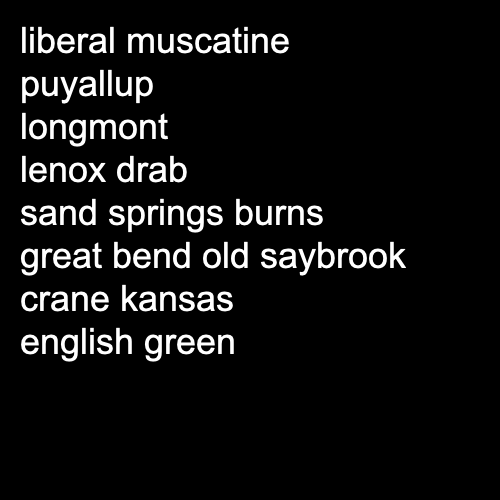 liberal muscatine
puyallup
longmont
lenox drab
sand springs burns
great bend old saybrook
crane kansas
english green